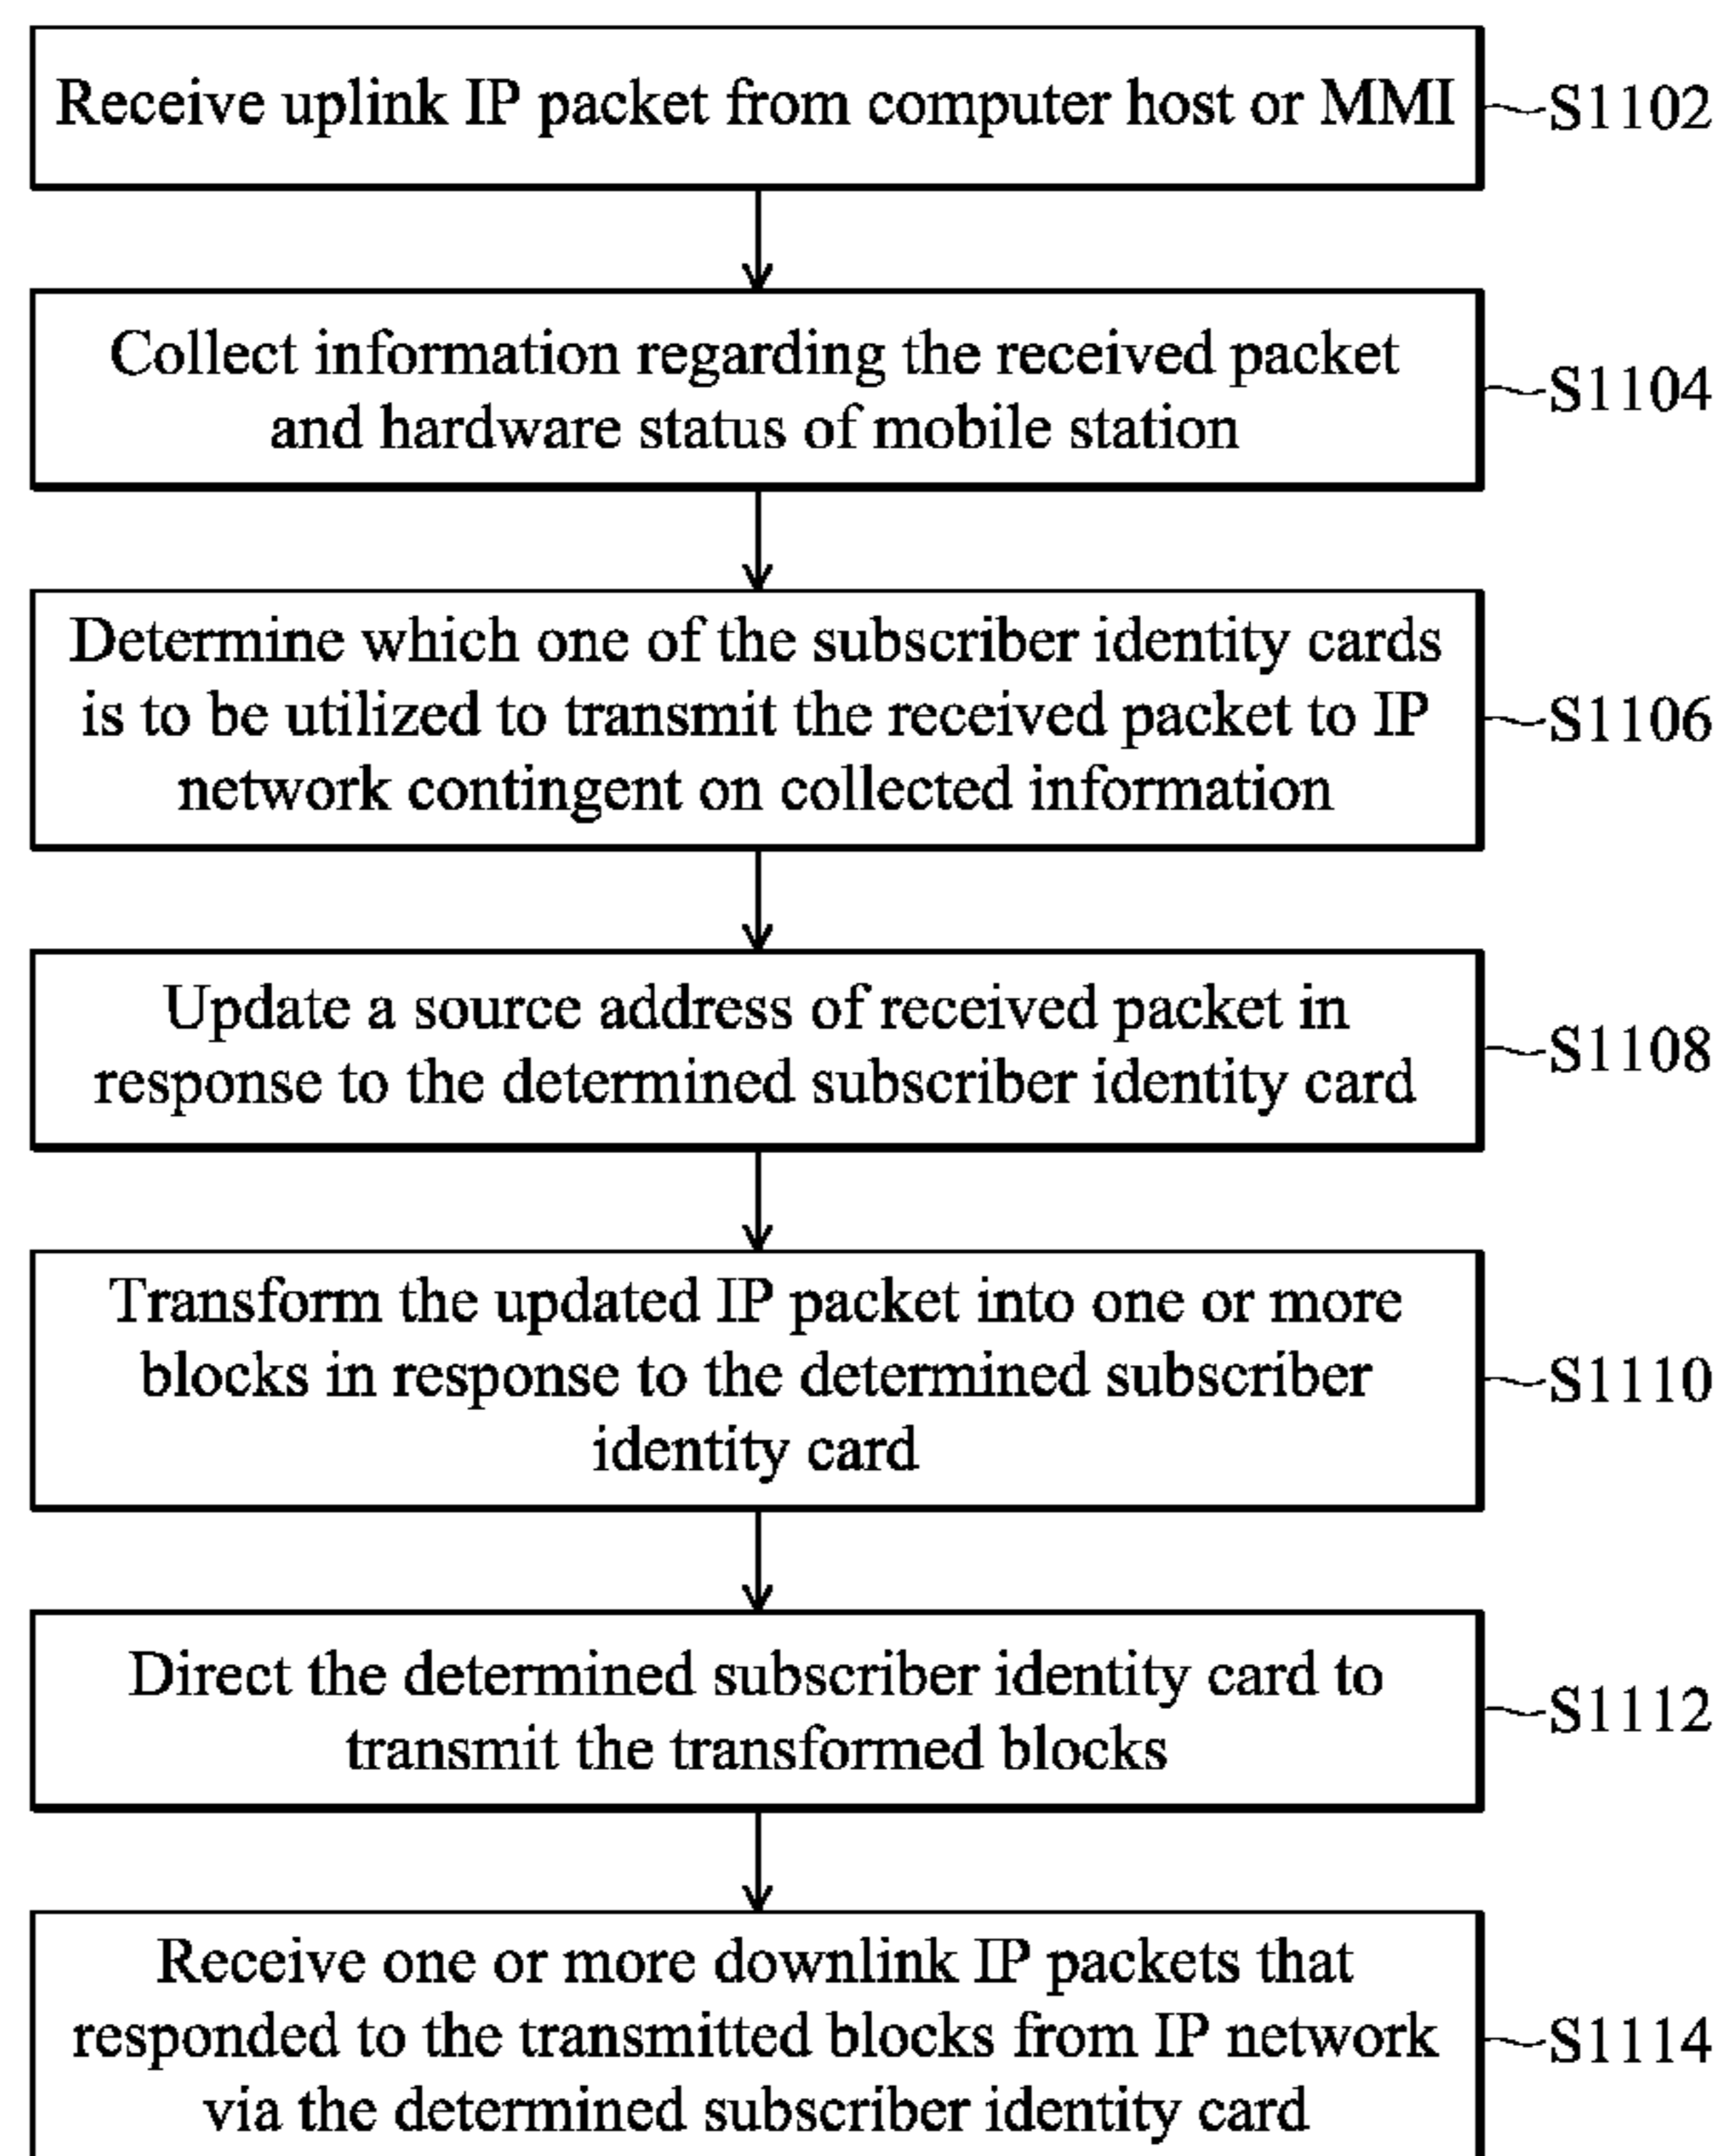 Receive uplink IP packet from computer host or MMI
S1102
Collect information regarding the received packet
and hardware status of mobile station
S1104
Determine which one of the subscriber identity cards
is to be utilized to transmit the received packet to IP
network contingent on collected information
S1106
Update a source address of received packet in
response to the determined subscriber identity card
S1108
Transform the updated IP packet into one or more
blocks in response to the determined subscriber
identity card
S1110
Direct the determined subscriber identity card to
transmit the transformed blocks
S1112
Receive one or more downlink IP packets that
responded to the transmitted blocks from IP network
via the determined subscriber identity card
S1114